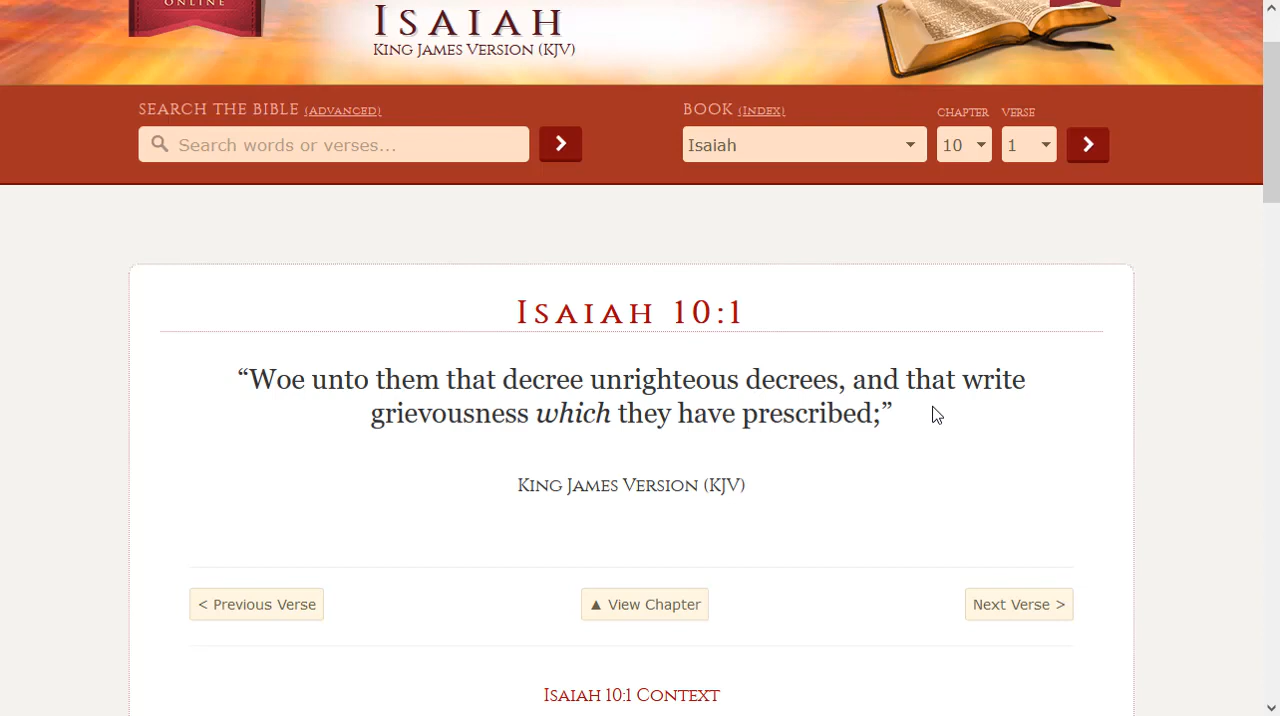 ONLINE
ISAIAH
KING JAMES VERSION (KJV)
SEARCH THE BIBLE (ADVANCED)
BOOK (INDEX)
CHAPTER
VERSE
Search words or verses...
Isaiah
10
1
ISAIAH 10:1
“Woe unto them that decree unrighteous decrees, and that write
grievousness which they have prescribed;”
KING JAMES VERSION (KJV)
< Previous Verse
▲ View Chapter
Next Verse >
ISAIAH 10:1 CONTEXT